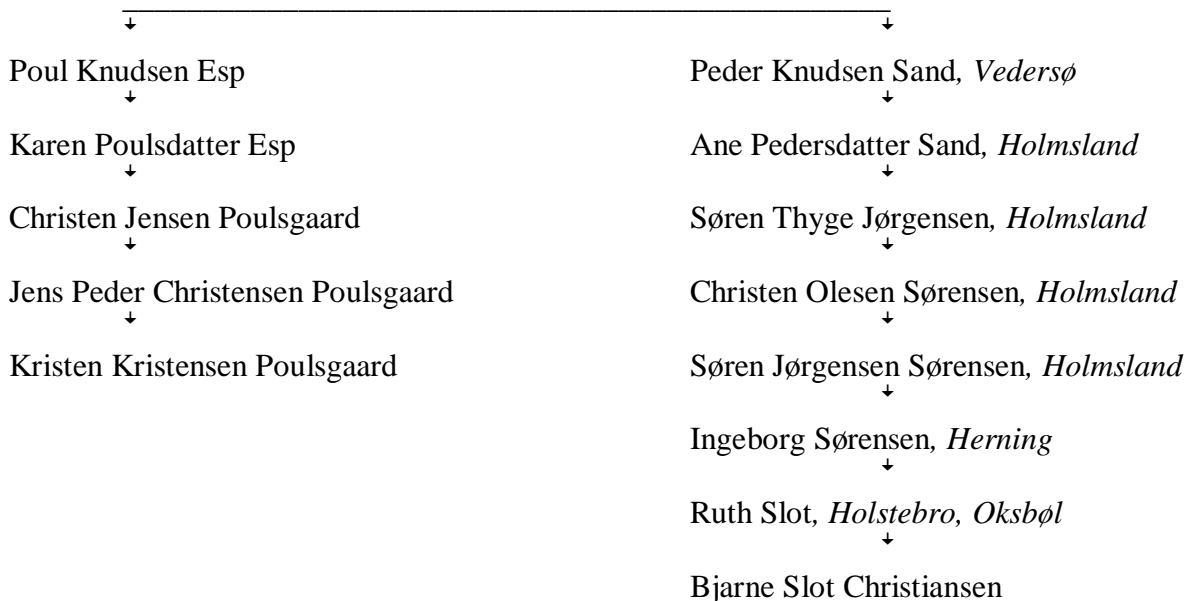 Poul Knudsen Esp Peder Knudsen Sand, Vedersø
Karen Poulsdatter Esp Ane Pedersdatter Sand, Holmsland
Christen Jensen Poulsgaard Søren Thyge Jørgensen, Holmsland
Jens Peder Christensen Poulsgaard Christen Olesen Sørensen, Holmsland
Kristen Kristensen Poulsgaard Søren Jørgensen Sørensen, Holmsland
Ingeborg Sørensen, Herning
Ruth Slot, Holstebro, Oksbøl
Bjarne Slot Christiansen